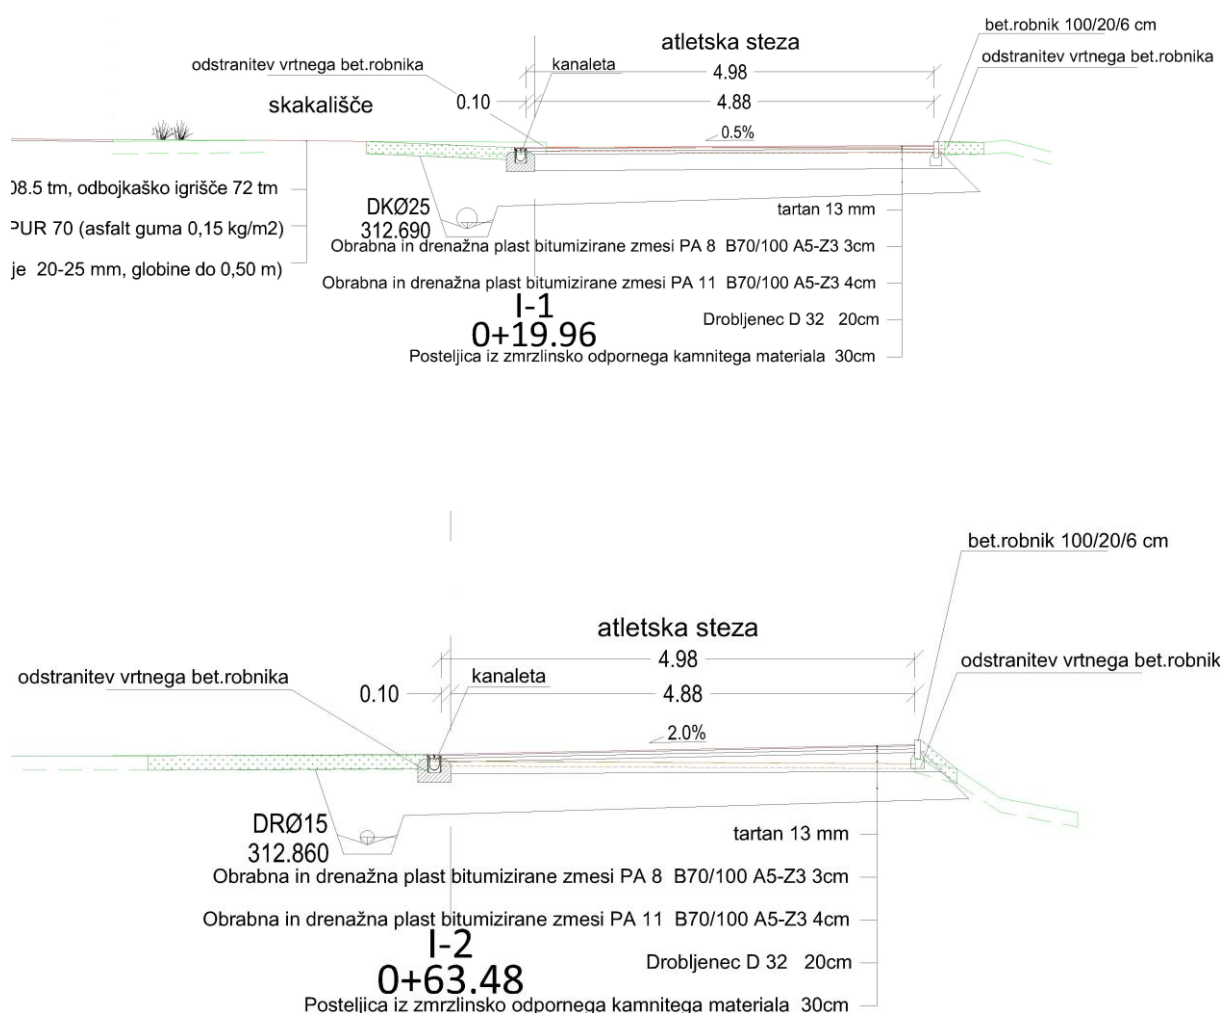 bet.robnik 100/20/6 cm
atletska steza
odstranitev vrtnega bet.robnika
kanaleta
odstranitev vrtnega bet.robnika
4.98
skakališče
0.10
4.88
0.5%
08.5 tm, odbojkaško igrišče 72 tm
PUR 70 (asfalt guma 0,15 kg/m2)
je 20-25 mm, globine do 0,50 m)
DKØ25
312.690
tartan 13 mm
Obrabna in drenažna plast bitumizirane zmesi PA 8 B70/100 A5-Z3 3cm
Obrabna in drenažna plast bitumizirane zmesi PA 11 B70/100 A5-Z3 4cm
I-1
0+19.96
Drobljenec D 32 20cm
Posteljica iz zmrzlinsko odpornega kamnitega materiala 30cm
bet.robnik 100/20/6 cm
atletska steza
4.98
odstranitev vrtnega bet.robnik
odstranitev vrtnega bet.robnika
kanaleta
0.10
4.88
2.0%
DRØ15
312.860
tartan 13 mm
Obrabna in drenažna plast bitumizirane zmesi PA 8 B70/100 A5-Z3 3cm
Obrabna in drenažna plast bitumizirane zmesi PA 11 B70/100 A5-Z3 4cm
I-2
0+63.48
Drobljenec D 32 20cm
Posteljica iz zmrzlinsko odpornega kamnitega materiala 30cm